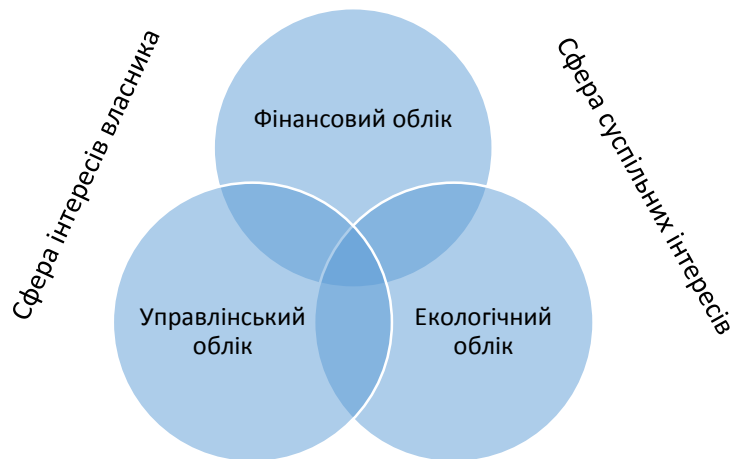 Сфера інтересів власника
Фінансовий облік
Сфера суспільних інтересів
Управлінський
облік
Екологічний
облік